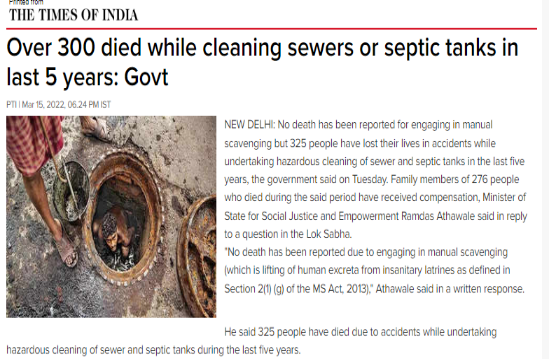 Printed from
THE TIMES OF INDIA
Over 300 died while cleaning sewers or septic tanks in
last 5 years: Govt
PTI | Mar 15, 2022, 06.24 PM IST
NEW DELHI: No death has been reported for engaging in manual
scavenging but 325 people have lost their lives in accidents while
undertaking hazardous cleaning of sewer and septic tanks in the last five
years, the government said on Tuesday. Family members of 276 people
who died during the said period have received compensation, Minister of
State for Social Justice and Empowerment Ramdas Athawale said in reply
to a question in the Lok Sabha.
"No death has been reported due to engaging in manual scavenging
(which is lifting of human excreta from insanitary latrines as defined in
Section 2(1) (g) of the MS Act, 2013)," Athawale said in a written response.
He said 325 people have died due to accidents while undertaking
hazardous cleaning of sewer and septic tanks during the last five years.